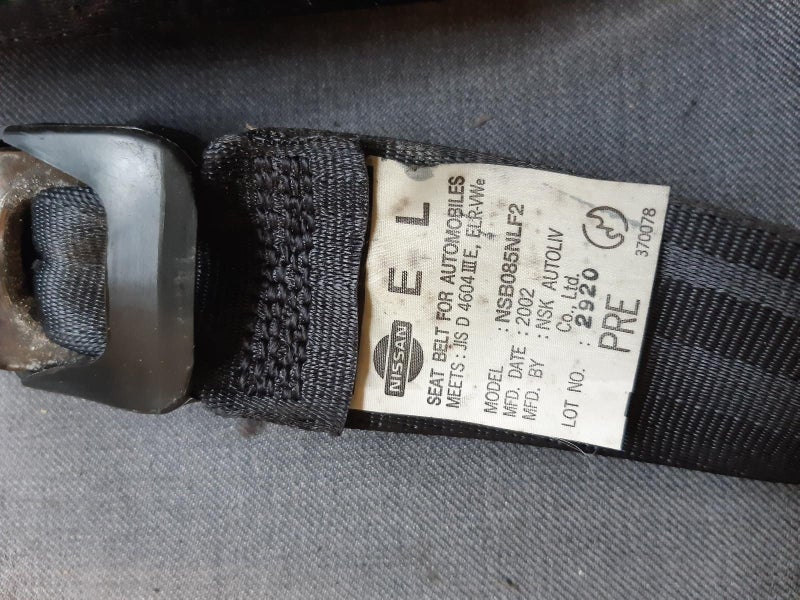 NISSAN
E L
SEAT BELT FOR AUTOMOBILES
MEETS : JIS D 4604 III E, ELR-VWe
MODEL : NSB085NLF2
MFD. DATE : 2002
MFD. BY : NSK AUTOLIV
Co., Ltd.
LOT NO. : 2920
PRE
370078